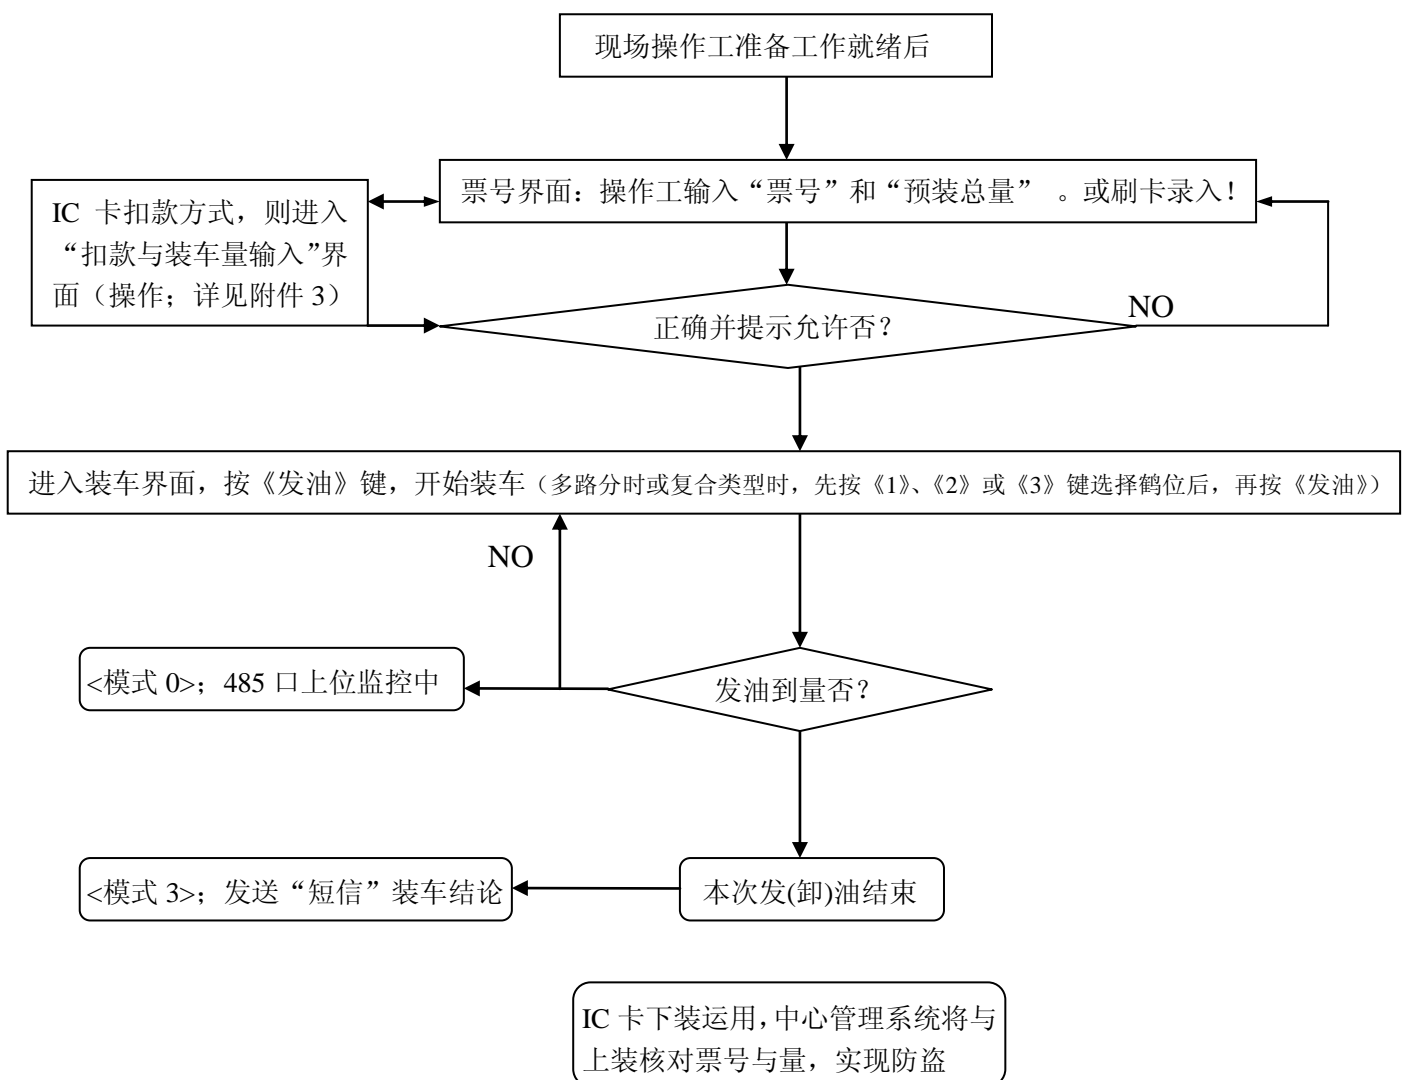 现场操作工准备工作就绪后
票号界面：操作工输入“票号”和“预装总量” 。或刷卡录入！
IC 卡扣款方式，则进入
“扣款与装车量输入”界
面（操作；详见附件 3）
正确并提示允许否？
NO
进入装车界面，按《发油》键，开始装车（多路分时或复合类型时，先按《1》、《2》或《3》键选择鹤位后，再按《发油》）
NO
<模式 0>；485 口上位监控中
发油到量否？
<模式 3>；发送“短信”装车结论
本次发(卸)油结束
IC 卡下装运用，中心管理系统将与
上装核对票号与量，实现防盗